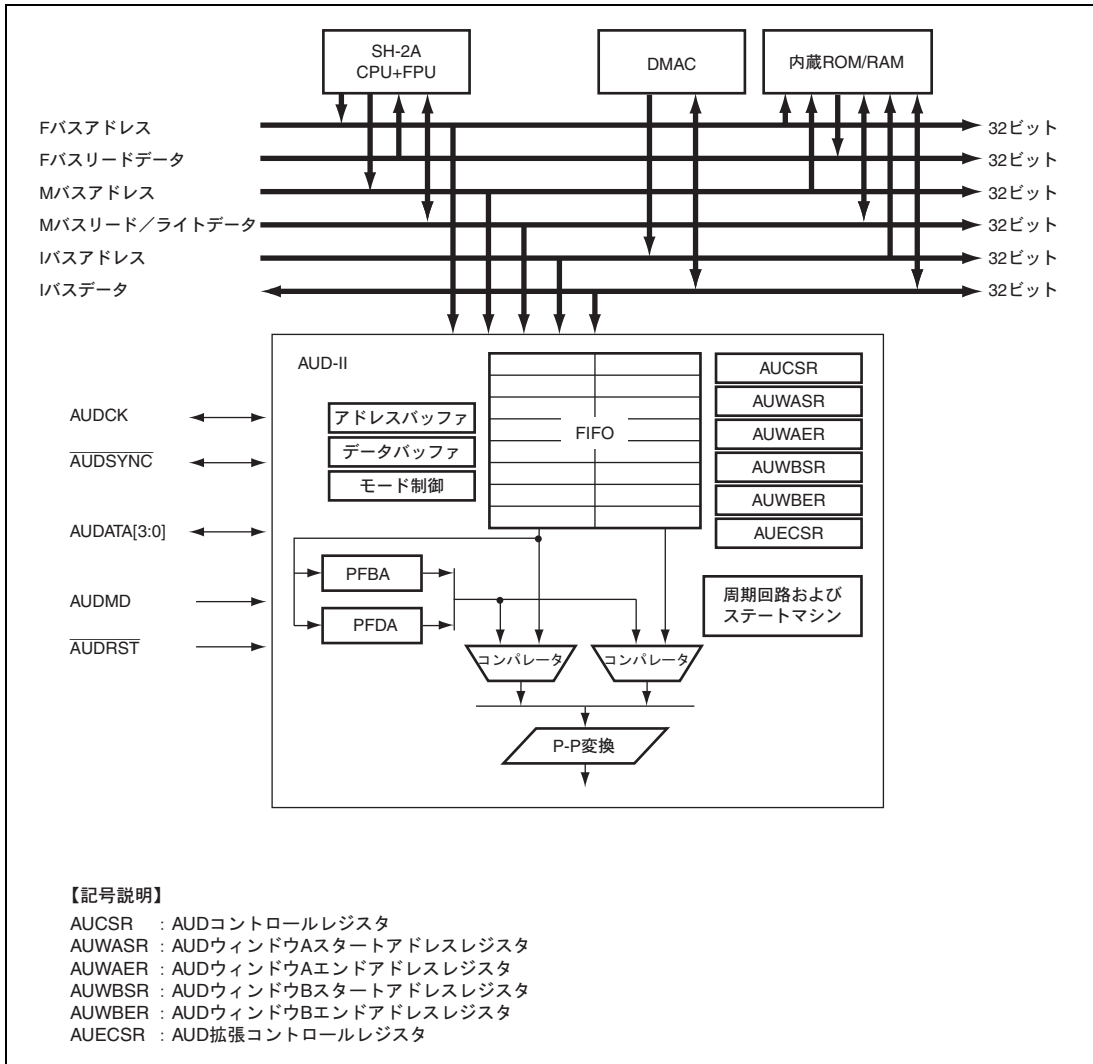 SH-2A
CPU+FPU
DMAC
内蔵ROM/RAM
Fバスアドレス
32ビット
Fバスリードデータ
32ビット
Mバスアドレス
32ビット
Mバスリード／ライトデータ
32ビット
Iバスアドレス
32ビット
Iバスデータ
32ビット
AUD-II
AUDCK
AUDSYNC
AUDATA[3:0]
AUDMD
AUDRST
アドレスバッファ
データバッファ
モード制御
FIFO
AUCSR
AUWASR
AUWAER
AUWBSR
AUWBER
AUECSR
PFBA
PFDA
周期回路および
ステートマシン
コンパレータ
コンパレータ
P-P変換
【記号説明】
AUCSR : AUDコントロールレジスタ
AUWASR : AUDウィンドウAスタートアドレスレジスタ
AUWAER : AUDウィンドウAエンドアドレスレジスタ
AUWBSR : AUDウィンドウBスタートアドレスレジスタ
AUWBER : AUDウィンドウBエンドアドレスレジスタ
AUECSR : AUD拡張コントロールレジスタ